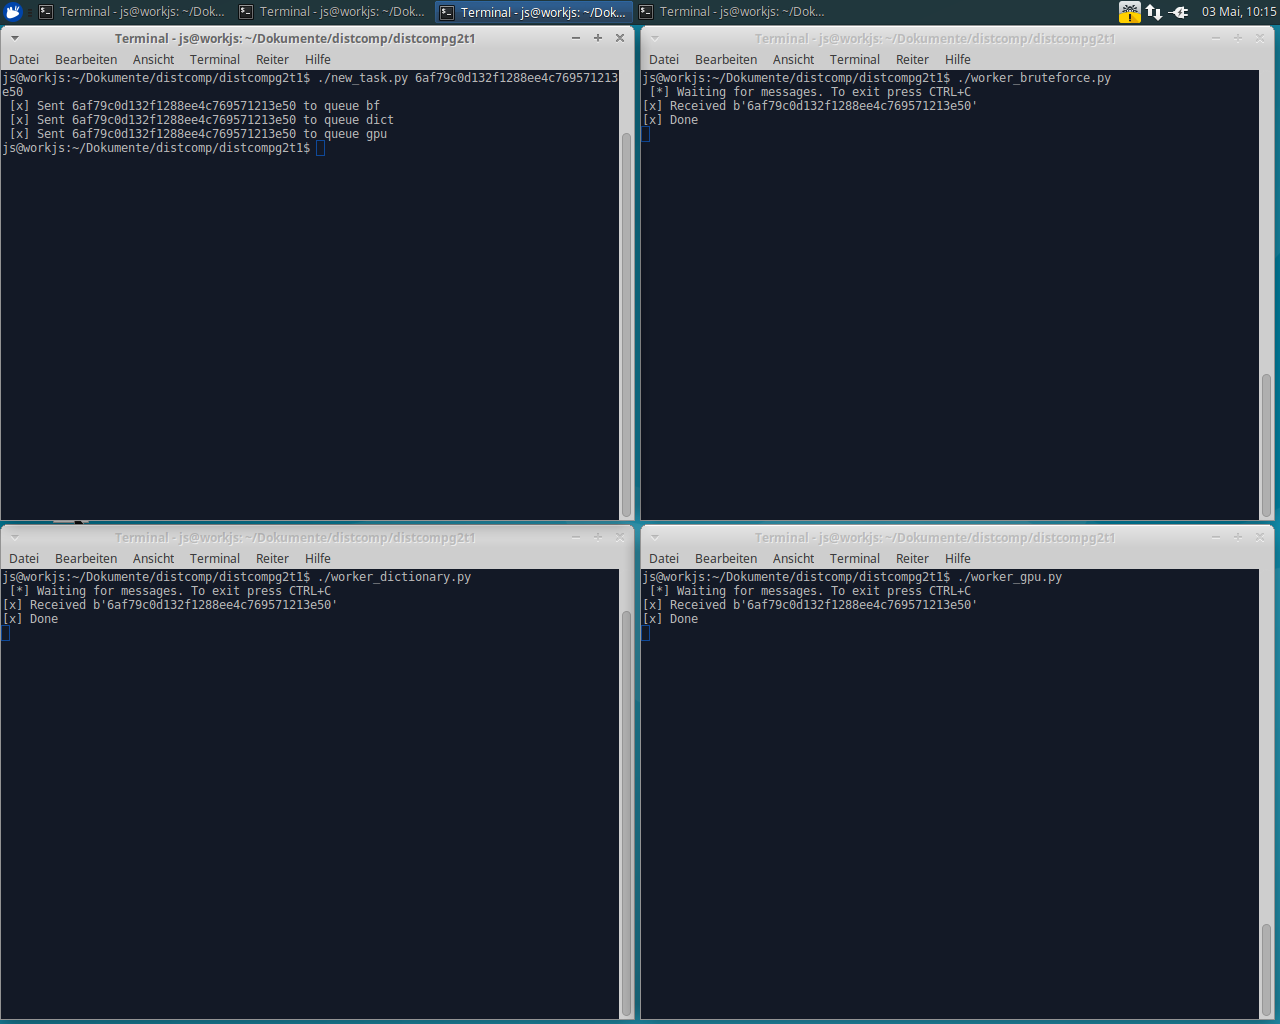 Terminal - js@workjs: ~/Dok...
Terminal - js@workjs: ~/Dok...
Terminal - js@workjs: ~/Dok...
Terminal - js@workjs: ~/Dok...
03 Mai, 10:15
Terminal - js@workjs: ~/Dokumente/distcomp/distcompg2t1
Datei Bearbeiten Ansicht Terminal Reiter Hilfe
js@workjs:~/Dokumente/distcomp/distcompg2t1$ ./new_task.py 6af79c0d132f1288ee4c769571213
e50
[x] Sent 6af79c0d132f1288ee4c769571213e50 to queue bf
[x] Sent 6af79c0d132f1288ee4c769571213e50 to queue dict
[x] Sent 6af79c0d132f1288ee4c769571213e50 to queue gpu
js@workjs:~/Dokumente/distcomp/distcompg2t1$
Terminal - js@workjs: ~/Dokumente/distcomp/distcompg2t1
Datei Bearbeiten Ansicht Terminal Reiter Hilfe
js@workjs:~/Dokumente/distcomp/distcompg2t1$ ./worker_bruteforce.py
[*] Waiting for messages. To exit press CTRL+C
[x] Received b'6af79c0d132f1288ee4c769571213e50'
[x] Done
Terminal - js@workjs: ~/Dokumente/distcomp/distcompg2t1
Datei Bearbeiten Ansicht Terminal Reiter Hilfe
js@workjs:~/Dokumente/distcomp/distcompg2t1$ ./worker_dictionary.py
[*] Waiting for messages. To exit press CTRL+C
[x] Received b'6af79c0d132f1288ee4c769571213e50'
[x] Done
Terminal - js@workjs: ~/Dokumente/distcomp/distcompg2t1
Datei Bearbeiten Ansicht Terminal Reiter Hilfe
js@workjs:~/Dokumente/distcomp/distcompg2t1$ ./worker_gpu.py
[*] Waiting for messages. To exit press CTRL+C
[x] Received b'6af79c0d132f1288ee4c769571213e50'
[x] Done